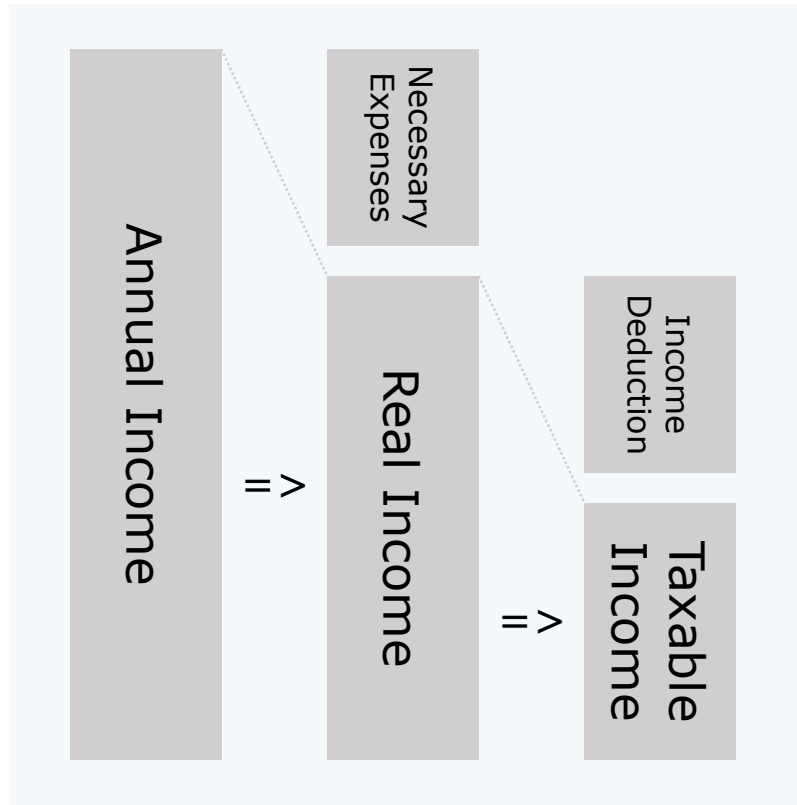 Annual Income
=>
Necessary
Expenses
Real Income
=>
Income
Deduction
Taxable
Income